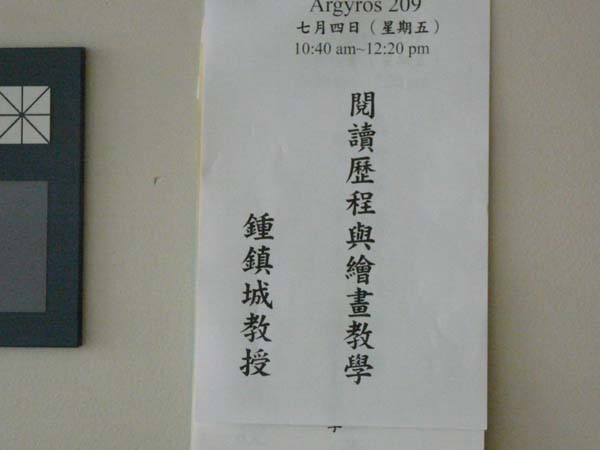 Argyros 209
七月四日（星期五）
10:40 am~12:20 pm
閱讀歷程與繪畫教學
鍾鎮城教授